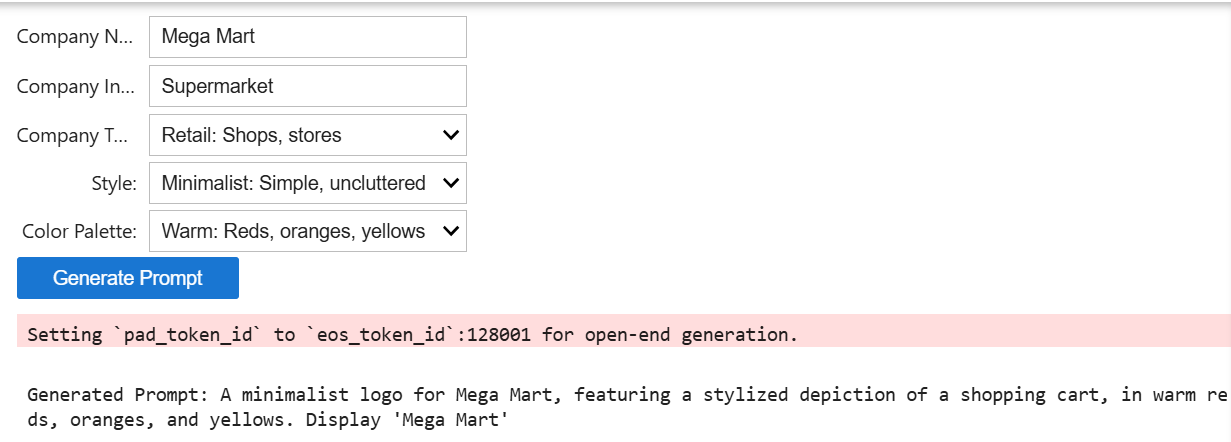 Company N... Mega Mart
Company In... Supermarket
Company T... Retail: Shops, stores
Style: Minimalist: Simple, uncluttered
Color Palette: Warm: Reds, oranges, yellows
Generate Prompt
Setting `pad_token_id` to `eos_token_id`:128001 for open-end generation.
Generated Prompt: A minimalist logo for Mega Mart, featuring a stylized depiction of a shopping cart, in warm re
ds, oranges, and yellows. Display 'Mega Mart'